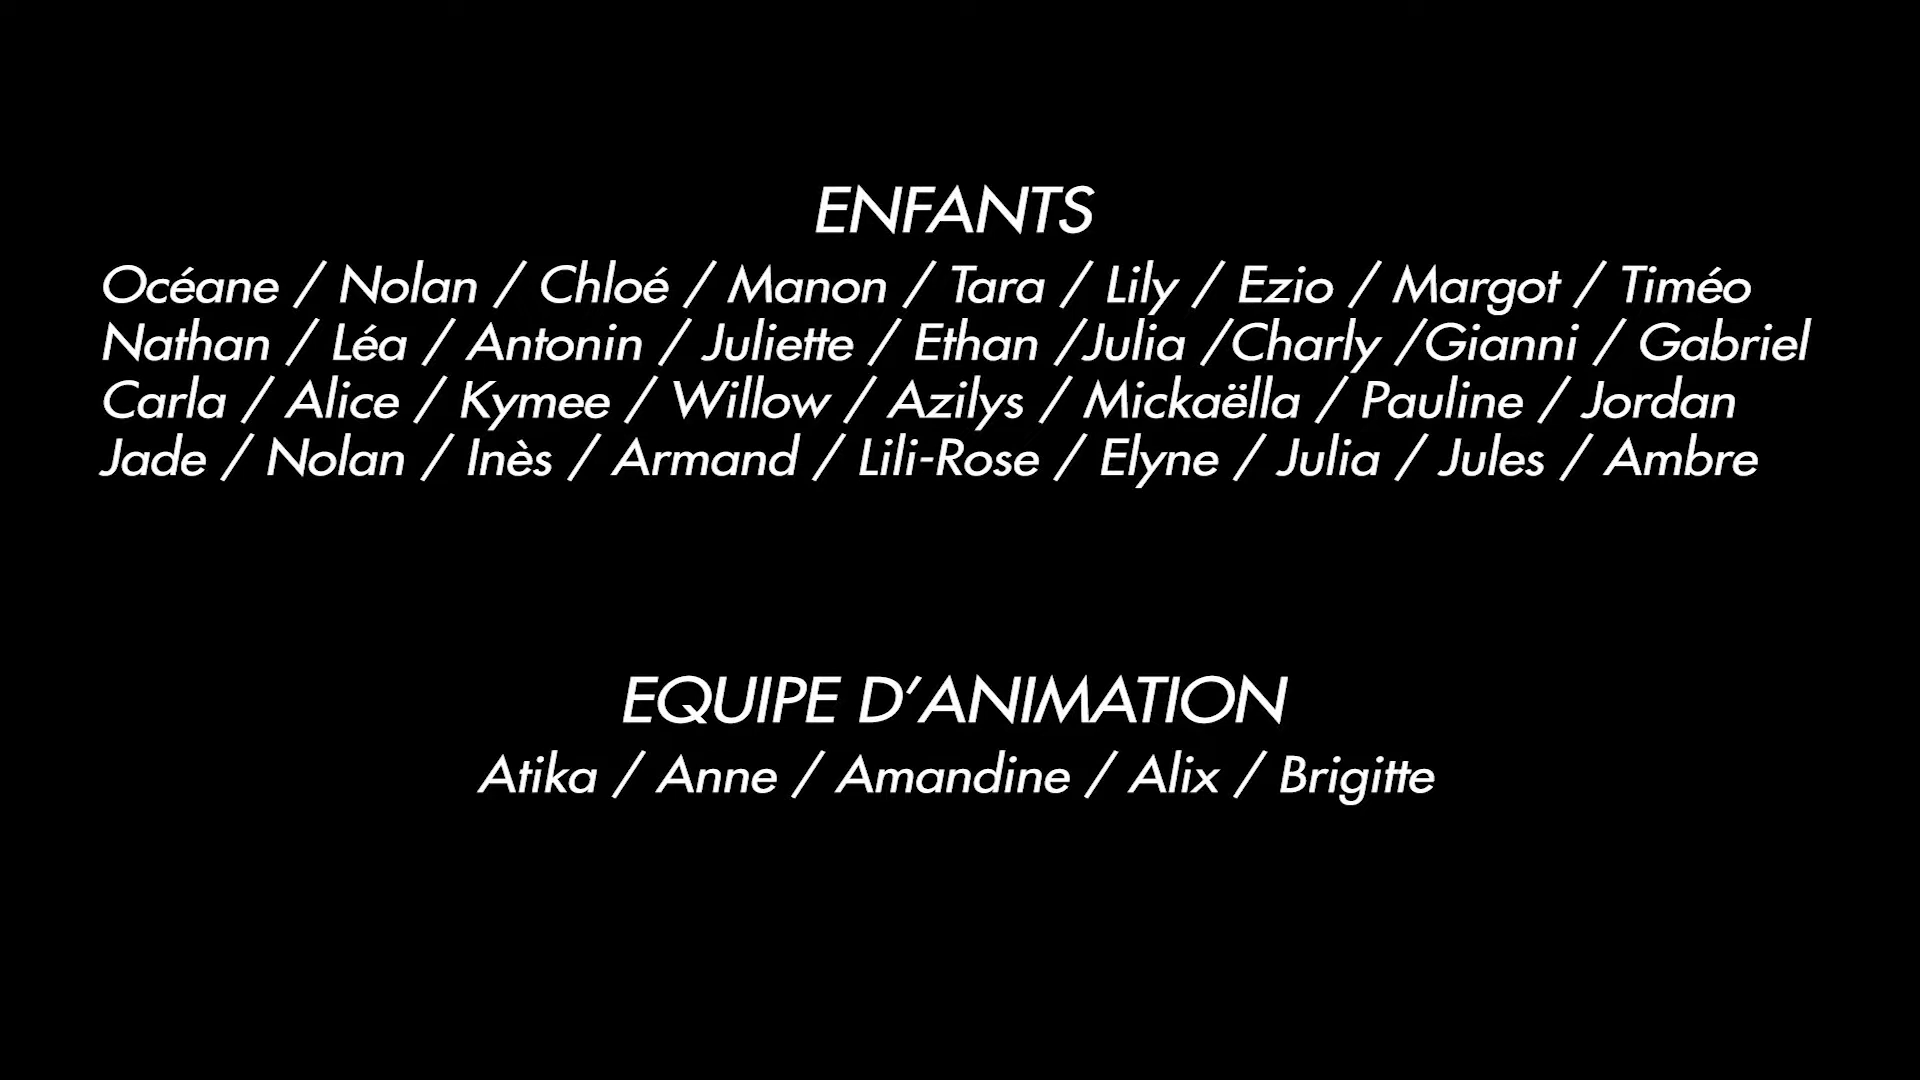 ENFANTS
Océane / Nolan / Chloé / Manon / Tara / Lily / Ezio / Margot / Timéo
Nathan / Léa / Antonin / Juliette / Ethan /Julia /Charly /Gianni / Gabriel
Carla / Alice / Kymee / Willow / Azilys / Mickaëlla / Pauline / Jordan
Jade / Nolan / Inès / Armand / Lili-Rose / Elyne / Julia / Jules / Ambre
EQUIPE D’ANIMATION
Atika / Anne / Amandine / Alix / Brigitte